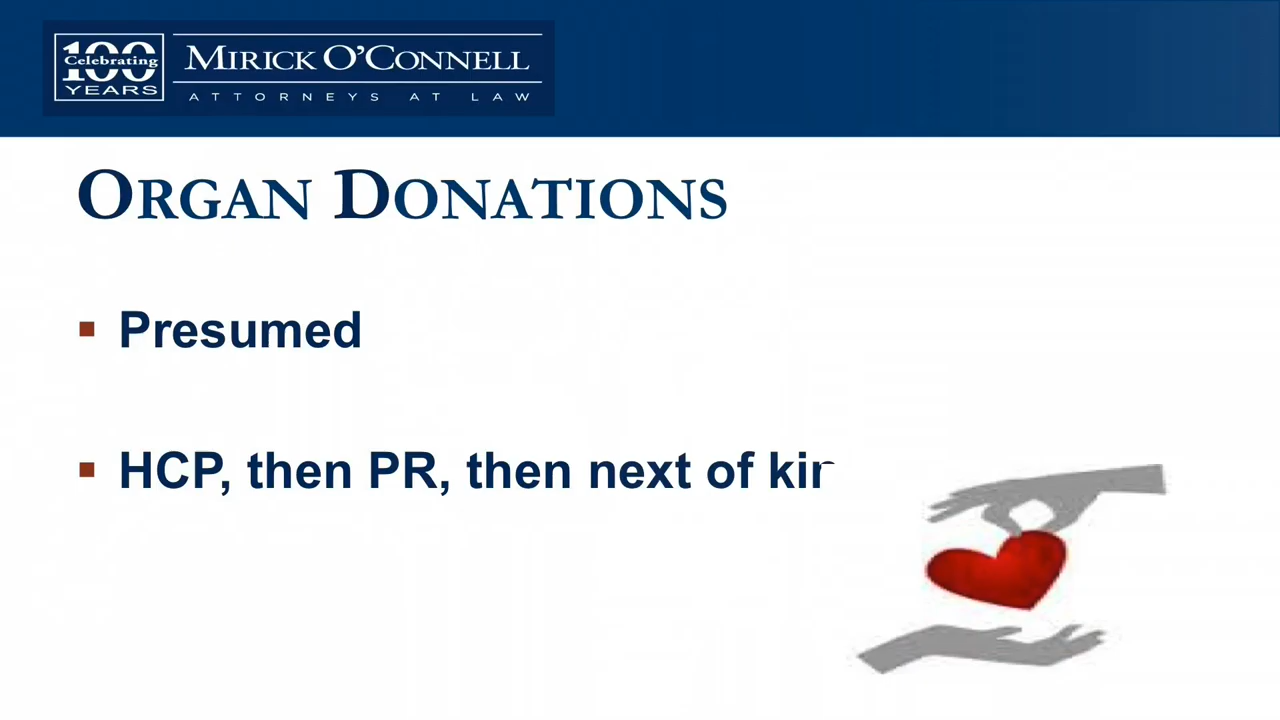 100
Celebrating
YEARS
MIRICK O'CONNELL
ATTORNEYS AT LAW
ORGAN DONATIONS
▪ Presumed
▪ HCP, then PR, then next of